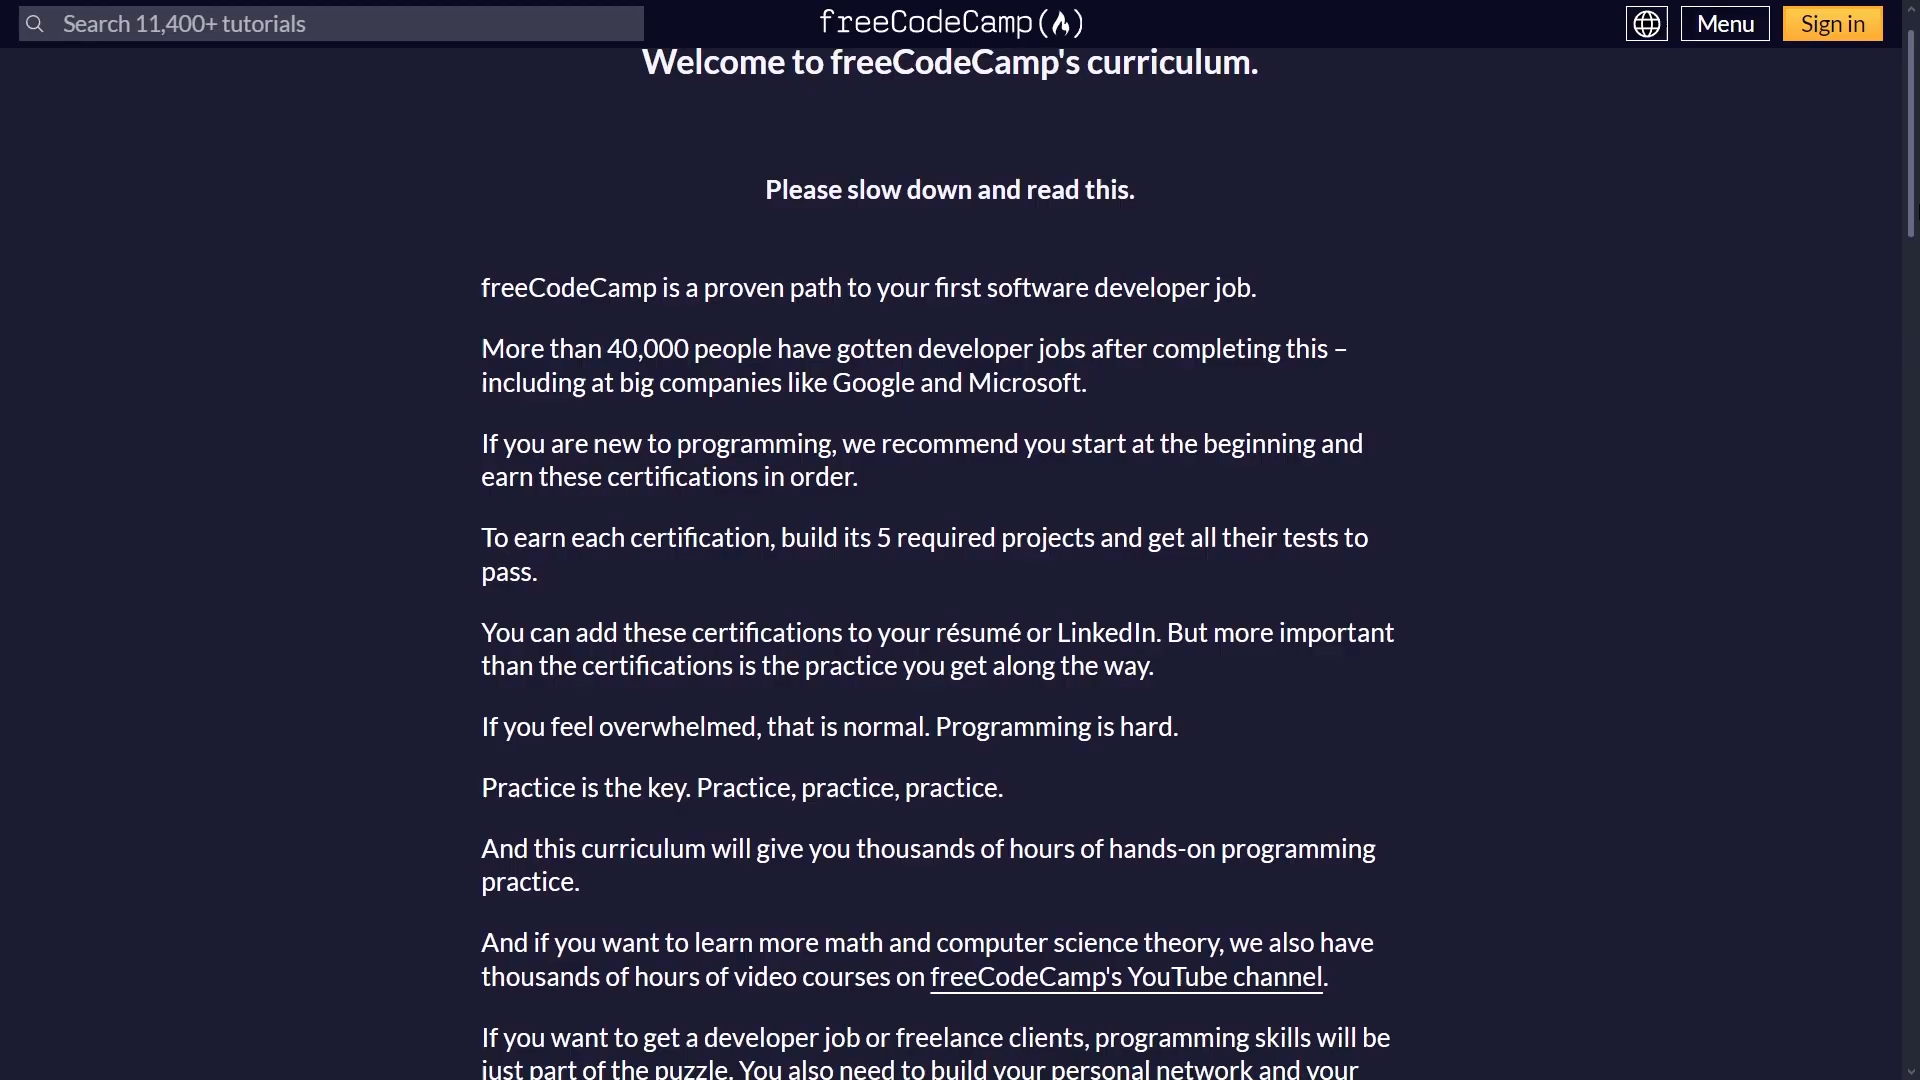 Search 11,400+ tutorials
freeCodeCamp
Menu
Sign in
Welcome to freeCodeCamp's curriculum.
Please slow down and read this.
freeCodeCamp is a proven path to your first software developer job.
More than 40,000 people have gotten developer jobs after completing this –
including at big companies like Google and Microsoft.
If you are new to programming, we recommend you start at the beginning and
earn these certifications in order.
To earn each certification, build its 5 required projects and get all their tests to
pass.
You can add these certifications to your résumé or LinkedIn. But more important
than the certifications is the practice you get along the way.
If you feel overwhelmed, that is normal. Programming is hard.
Practice is the key. Practice, practice, practice.
And this curriculum will give you thousands of hours of hands-on programming
practice.
And if you want to learn more math and computer science theory, we also have
thousands of hours of video courses on freeCodeCamp's YouTube channel.
If you want to get a developer job or freelance clients, programming skills will be
just part of the puzzle. You also need to build your personal network and your